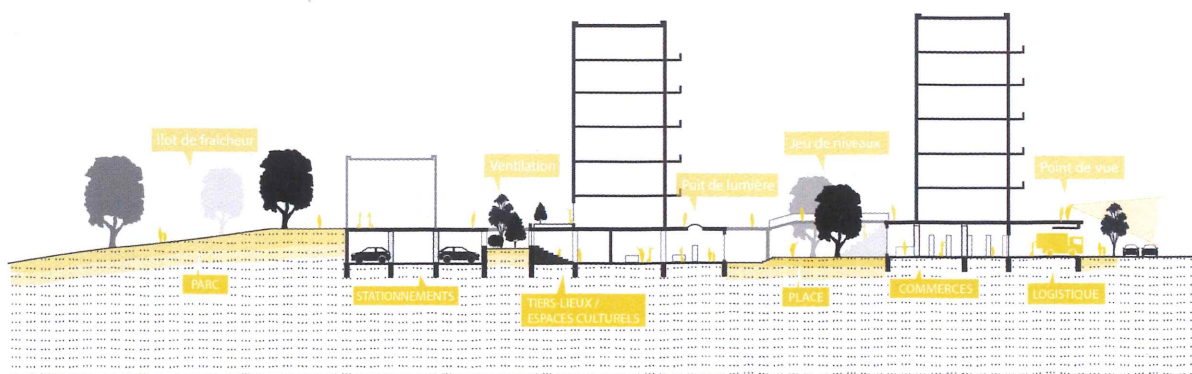 Ilot de fraîcheur
Ventilation
Puit de lumière
Jeu de niveaux
Point de vue
PARC
STATIONNEMENTS
TIERS-LIEUX /
ESPACES CULTURELS
PLACE
COMMERCES
LOGISTIQUE